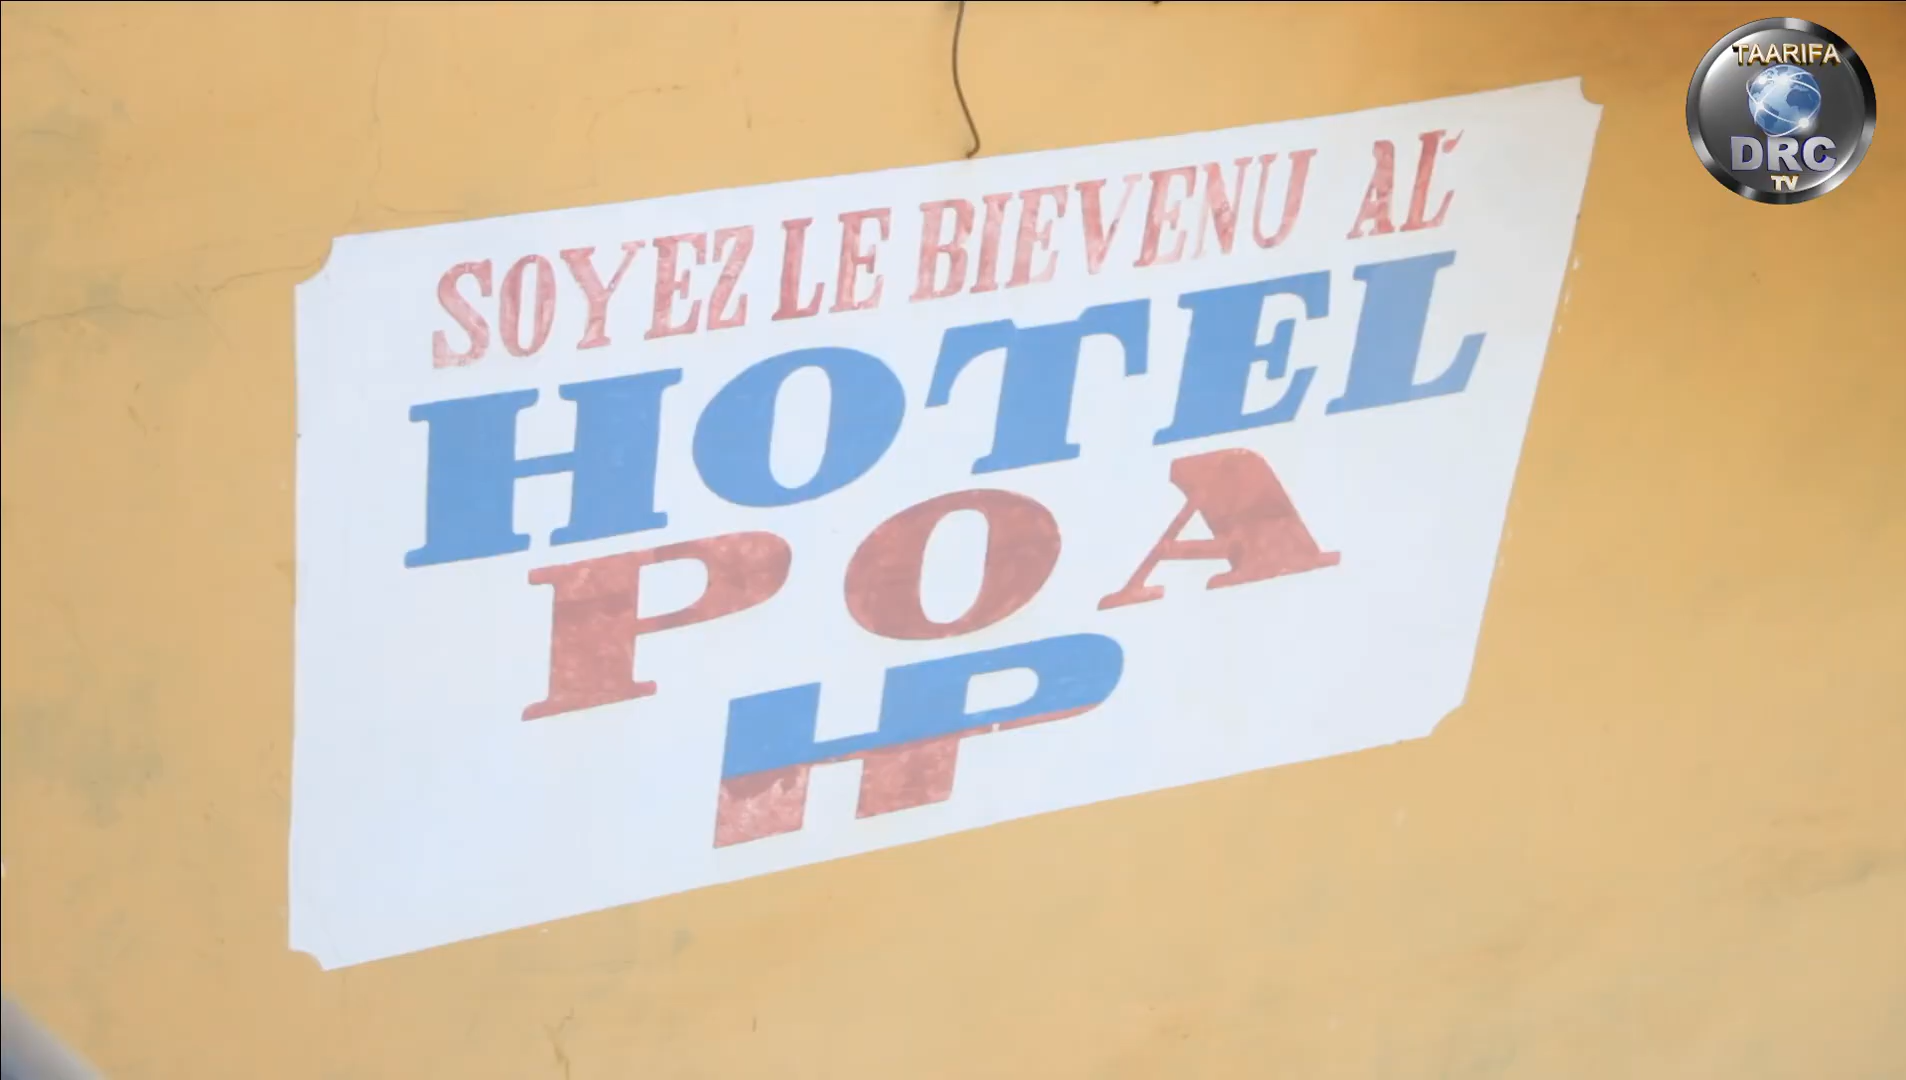 SOYEZ LE BIEVENU AL'
HOTEL
POA
HP
TAARIFA
DRC
TV